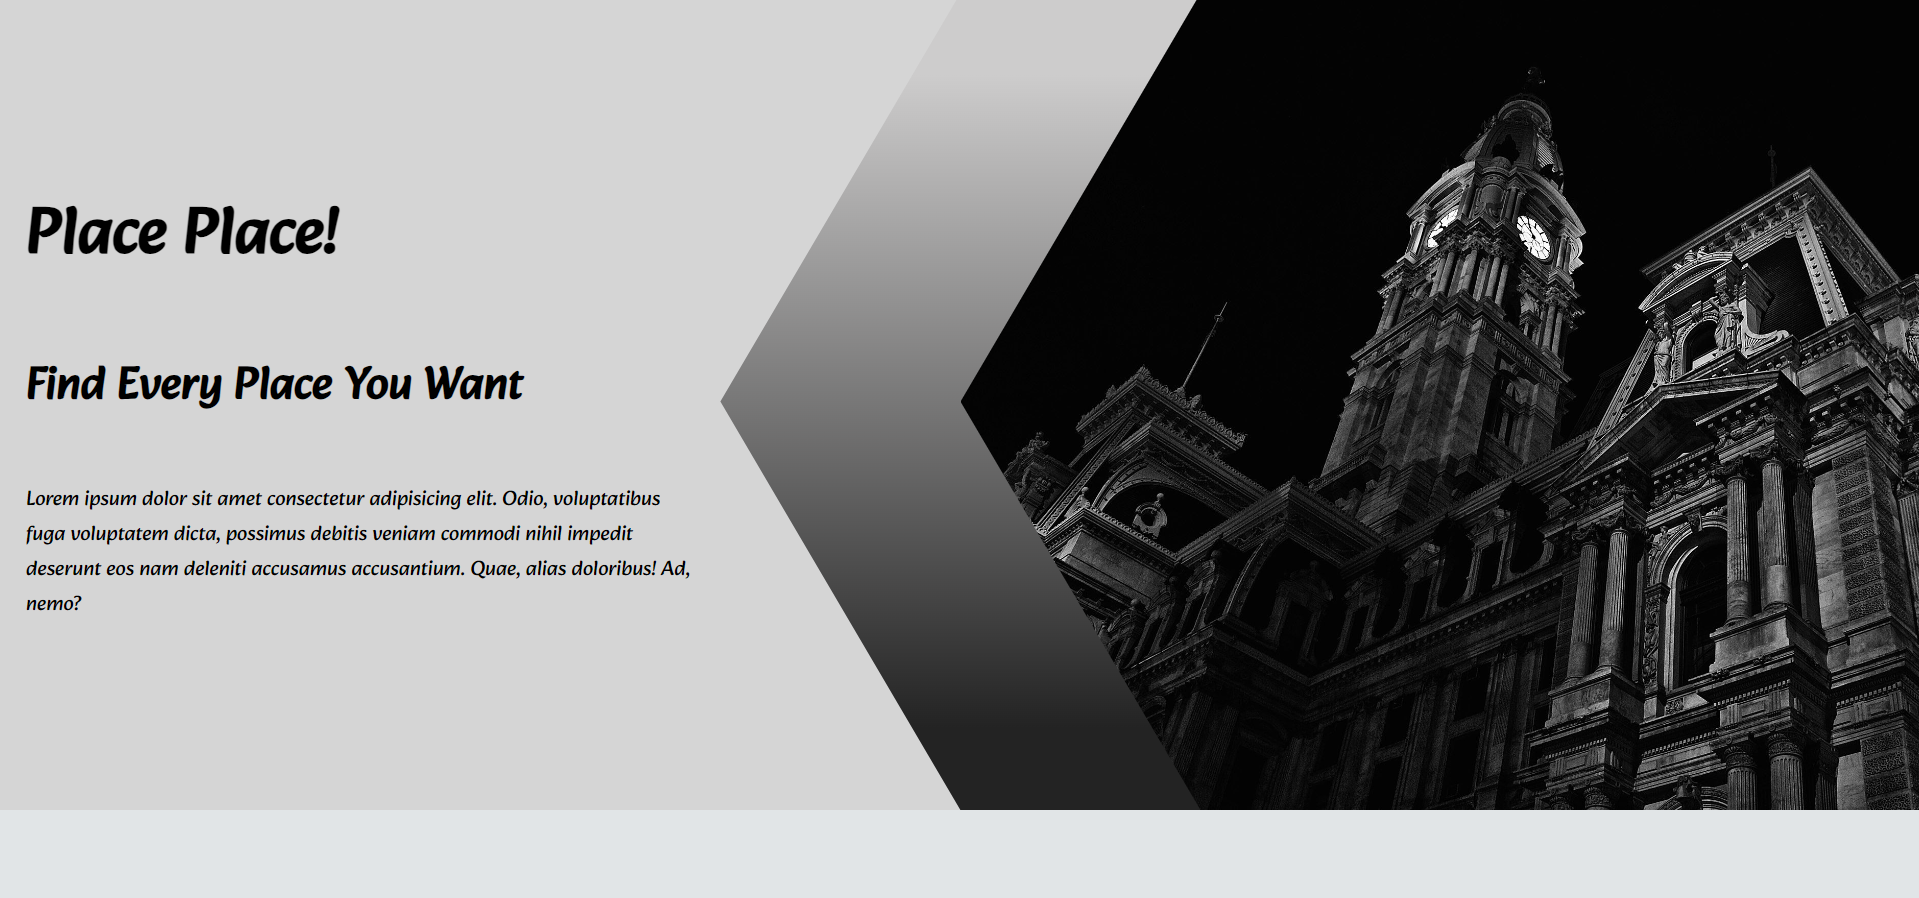 Place Place!
Find Every Place You Want
Lorem ipsum dolor sit amet consectetur adipisicing elit. Odio, voluptatibus
fuga voluptatem dicta, possimus debitis veniam commodi nihil impedit
deserunt eos nam deleniti accusamus accusantium. Quae, alias doloribus! Ad,
nemo?